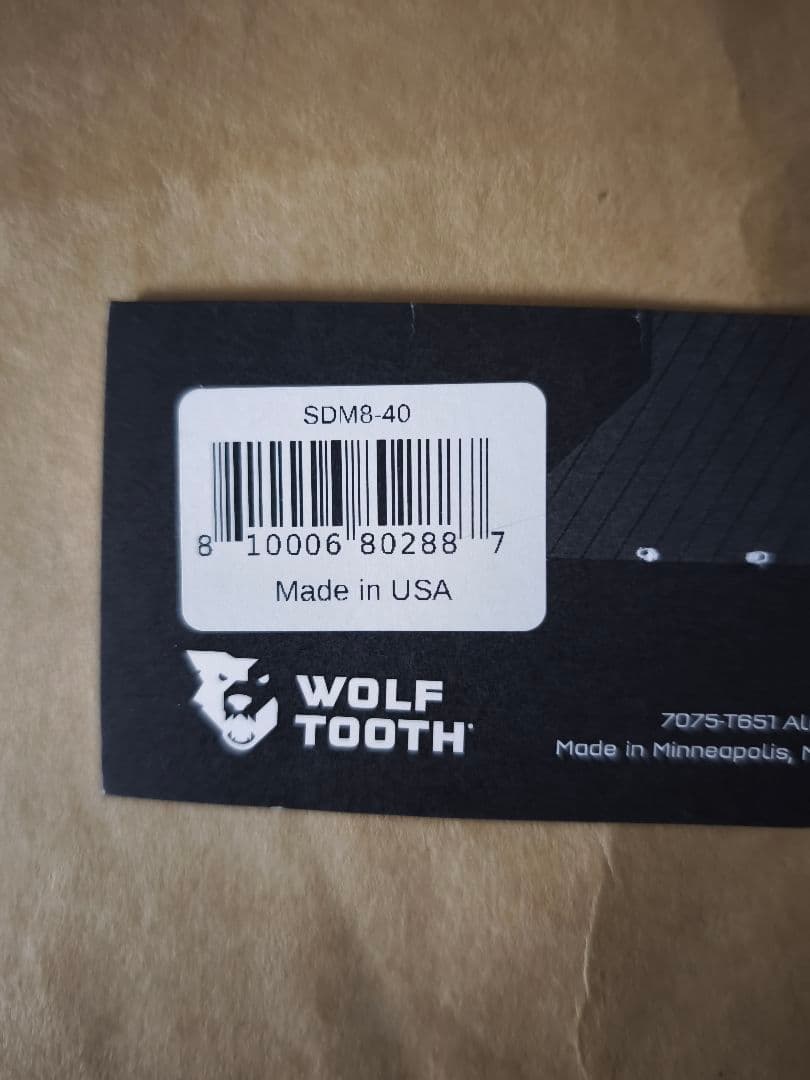 SDM8-40
8 10006 80288 7
Made in USA
WOLF
TOOTH
7075-T651
Made in Minneapolis,